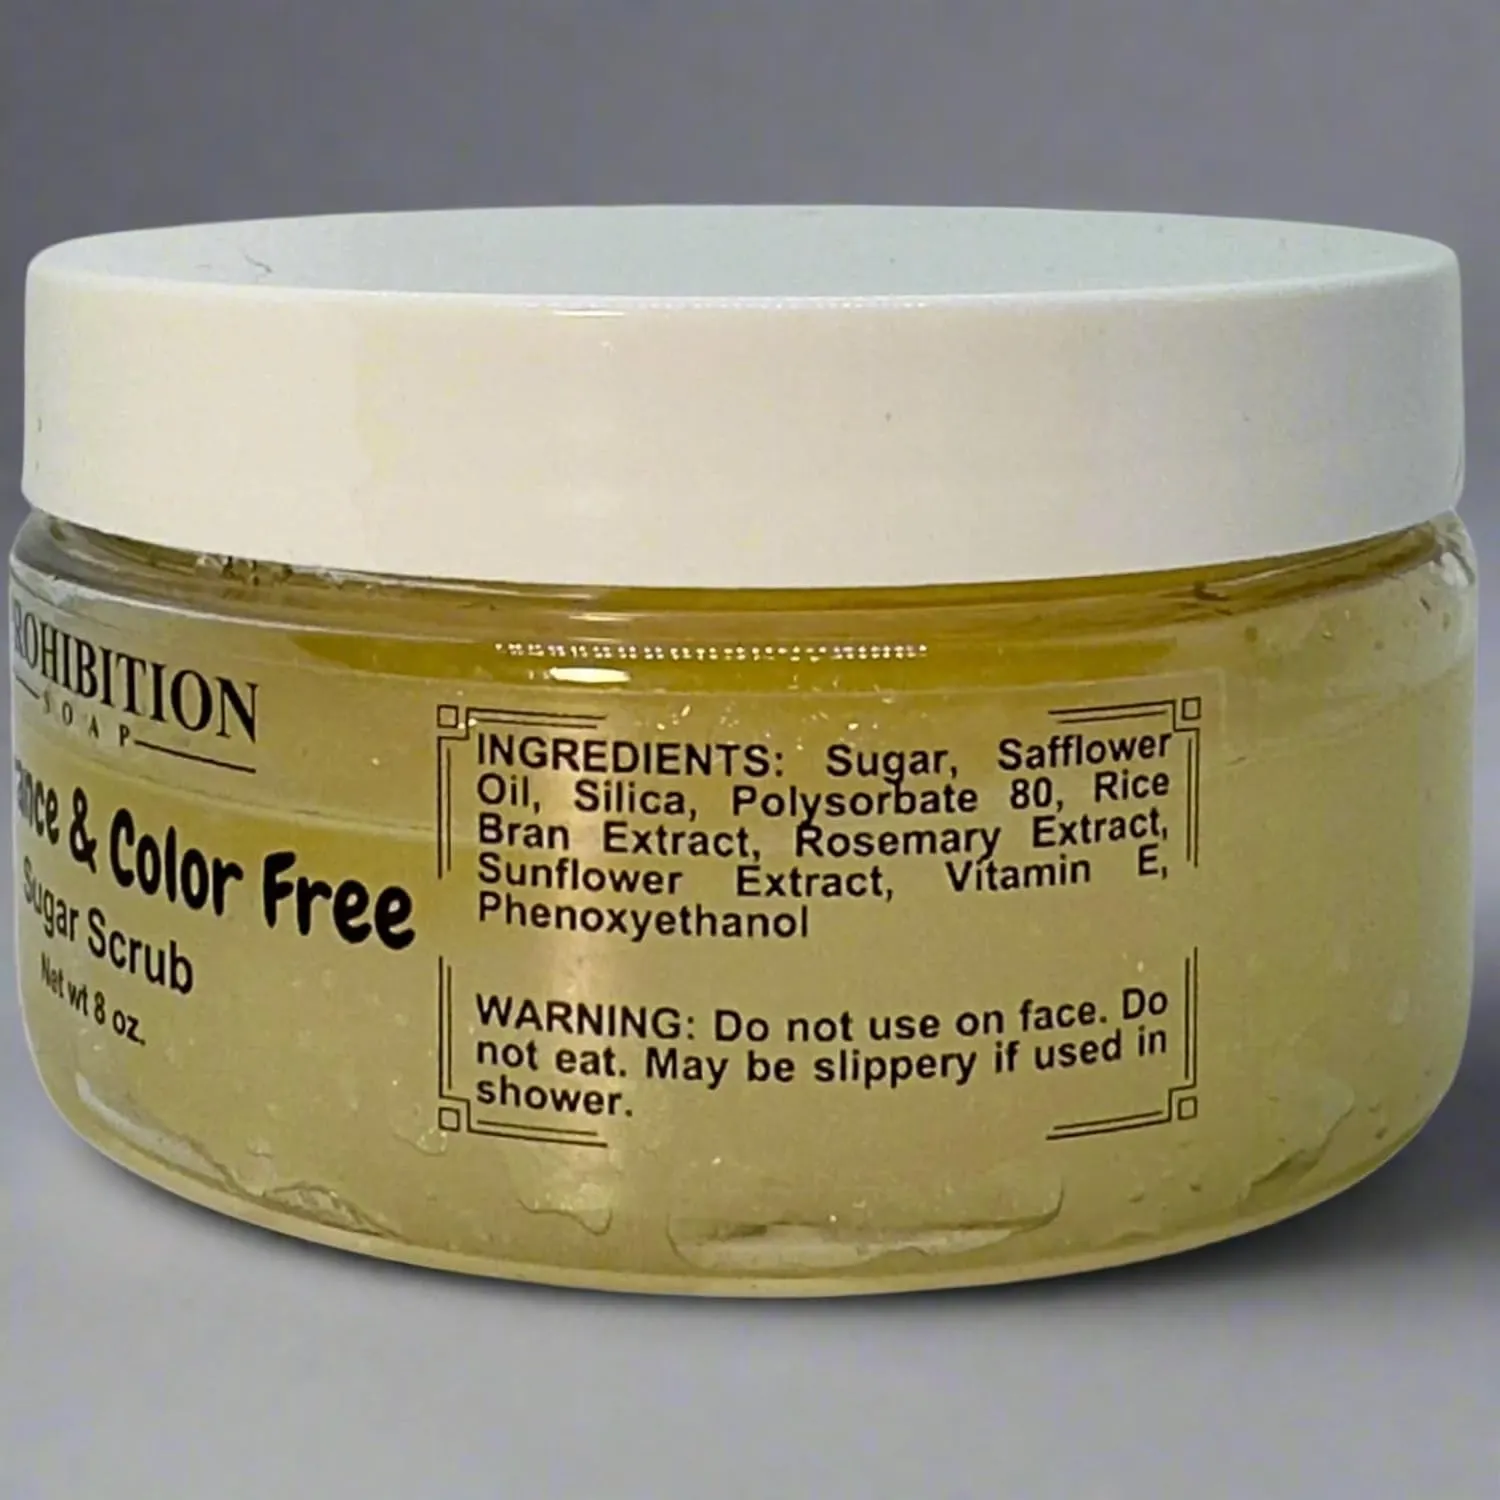 ROHIBITION
SOAP
ance & Color Free
Sugar Scrub
Net wt 8 oz.
INGREDIENTS: Sugar, Safflower
Oil, Silica, Polysorbate 80, Rice
Bran Extract, Rosemary Extract,
Sunflower Extract, Vitamin E,
Phenoxyethanol
WARNING: Do not use on face. Do
not eat. May be slippery if used in
shower.